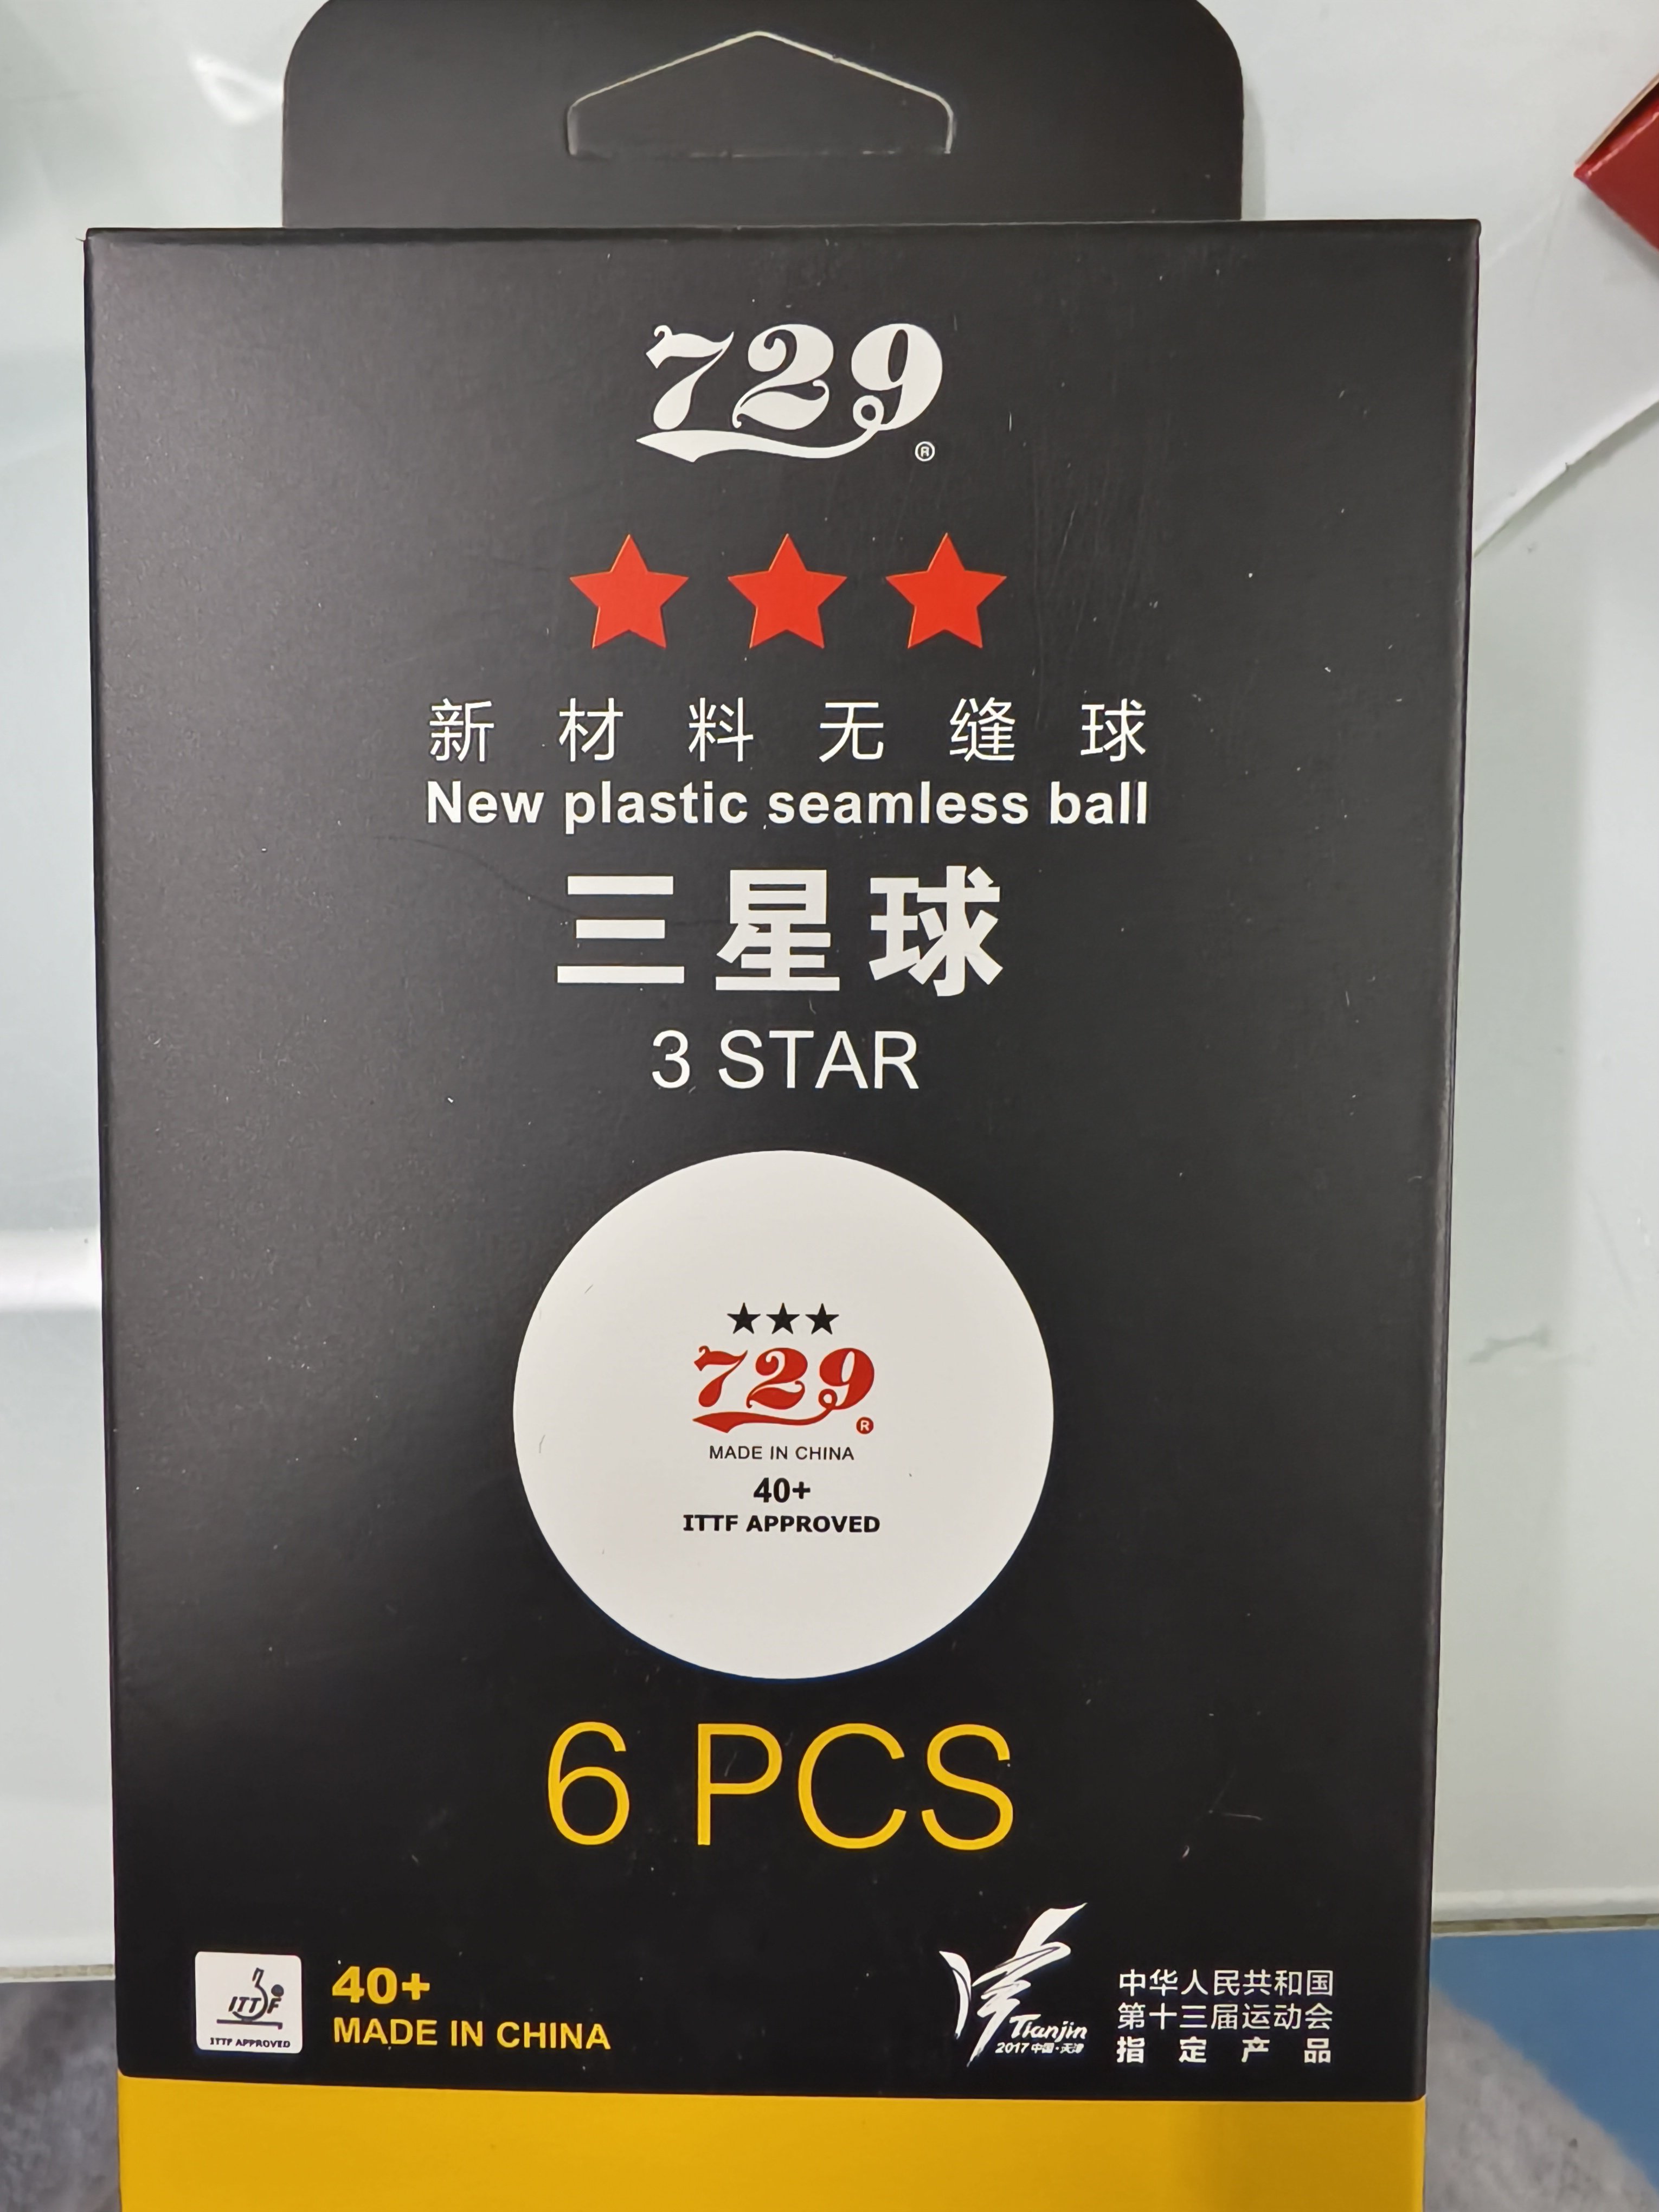 729
®
新材料无缝球
New plastic seamless ball
三星球
3 STAR
★★★
729
®
MADE IN CHINA
40+
ITTF APPROVED
6 PCS
ITTF
ITTF APPROVED
40+
MADE IN CHINA
津
Tianjin
2017 中国·天津
中华人民共和国
第十三届运动会
指定产品